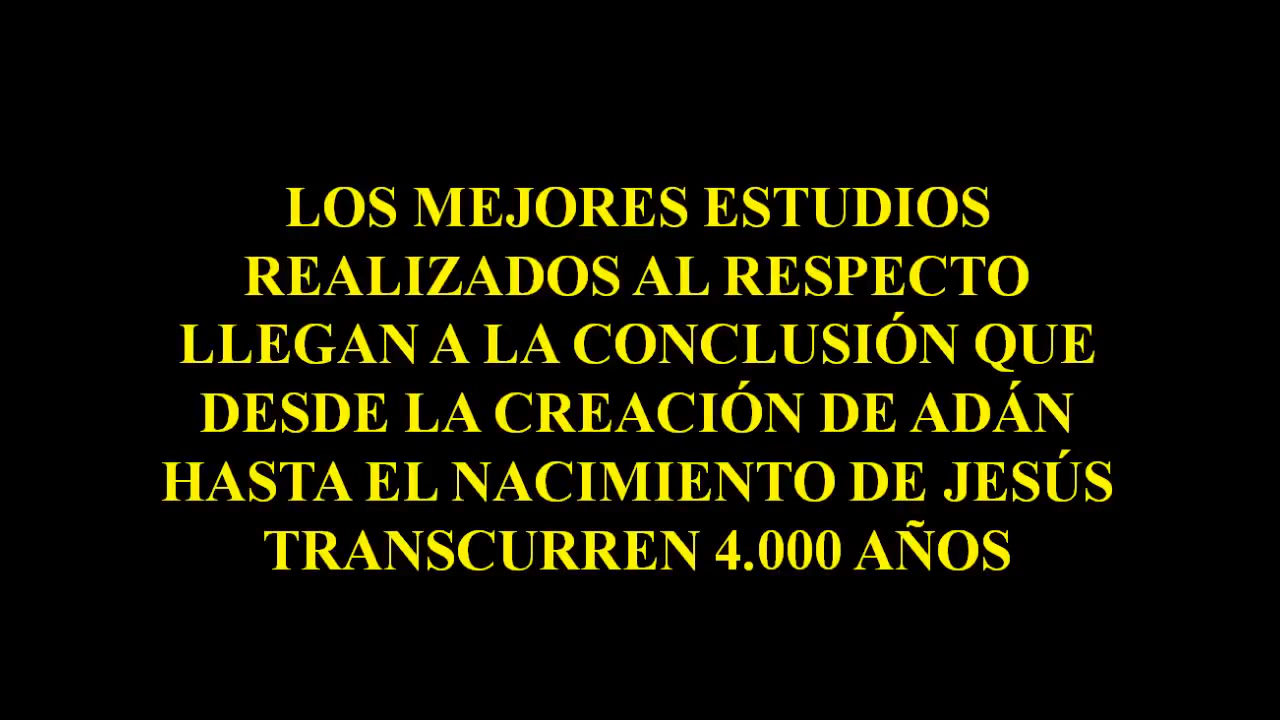 LOS MEJORES ESTUDIOS
REALIZADOS AL RESPECTO
LLEGAN A LA CONCLUSIÓN QUE
DESDE LA CREACIÓN DE ADÁN
HASTA EL NACIMIENTO DE JESÚS
TRANSCURREN 4.000 AÑOS